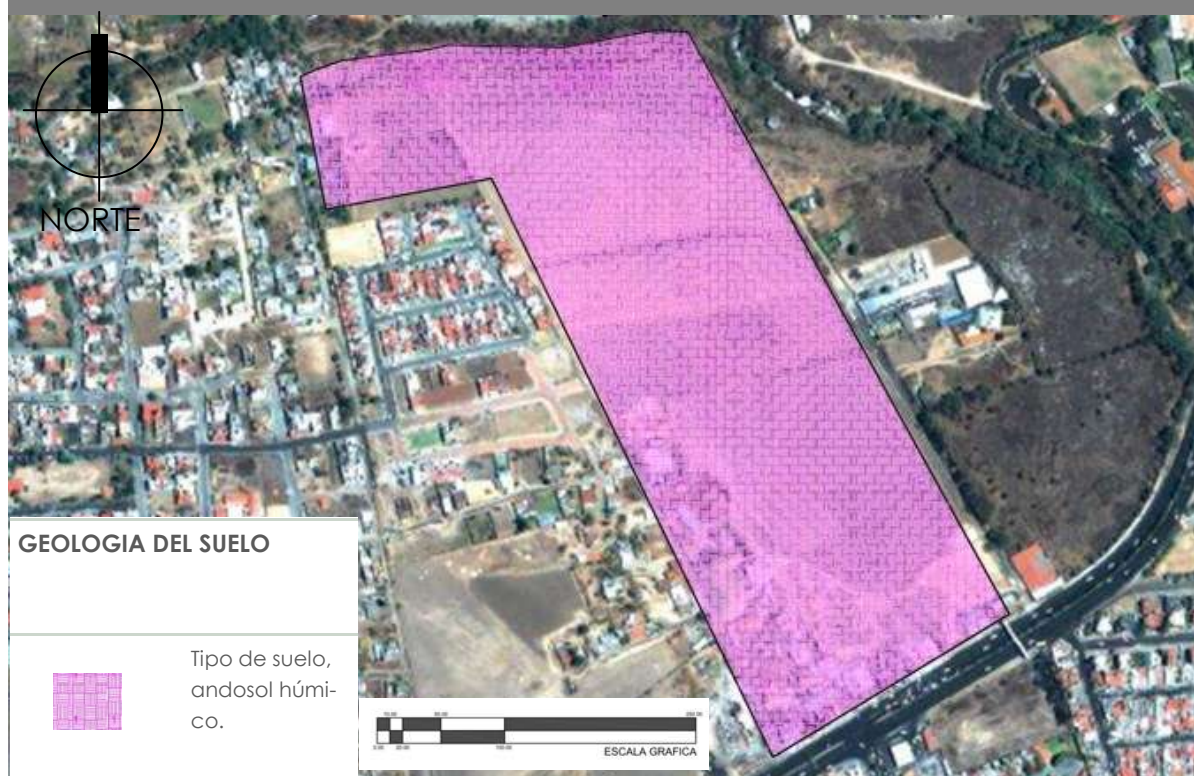 NORTE
GEOLOGIA DEL SUELO
Tipo de suelo,
andosol húmi-
co.
ESCALA GRAFICA